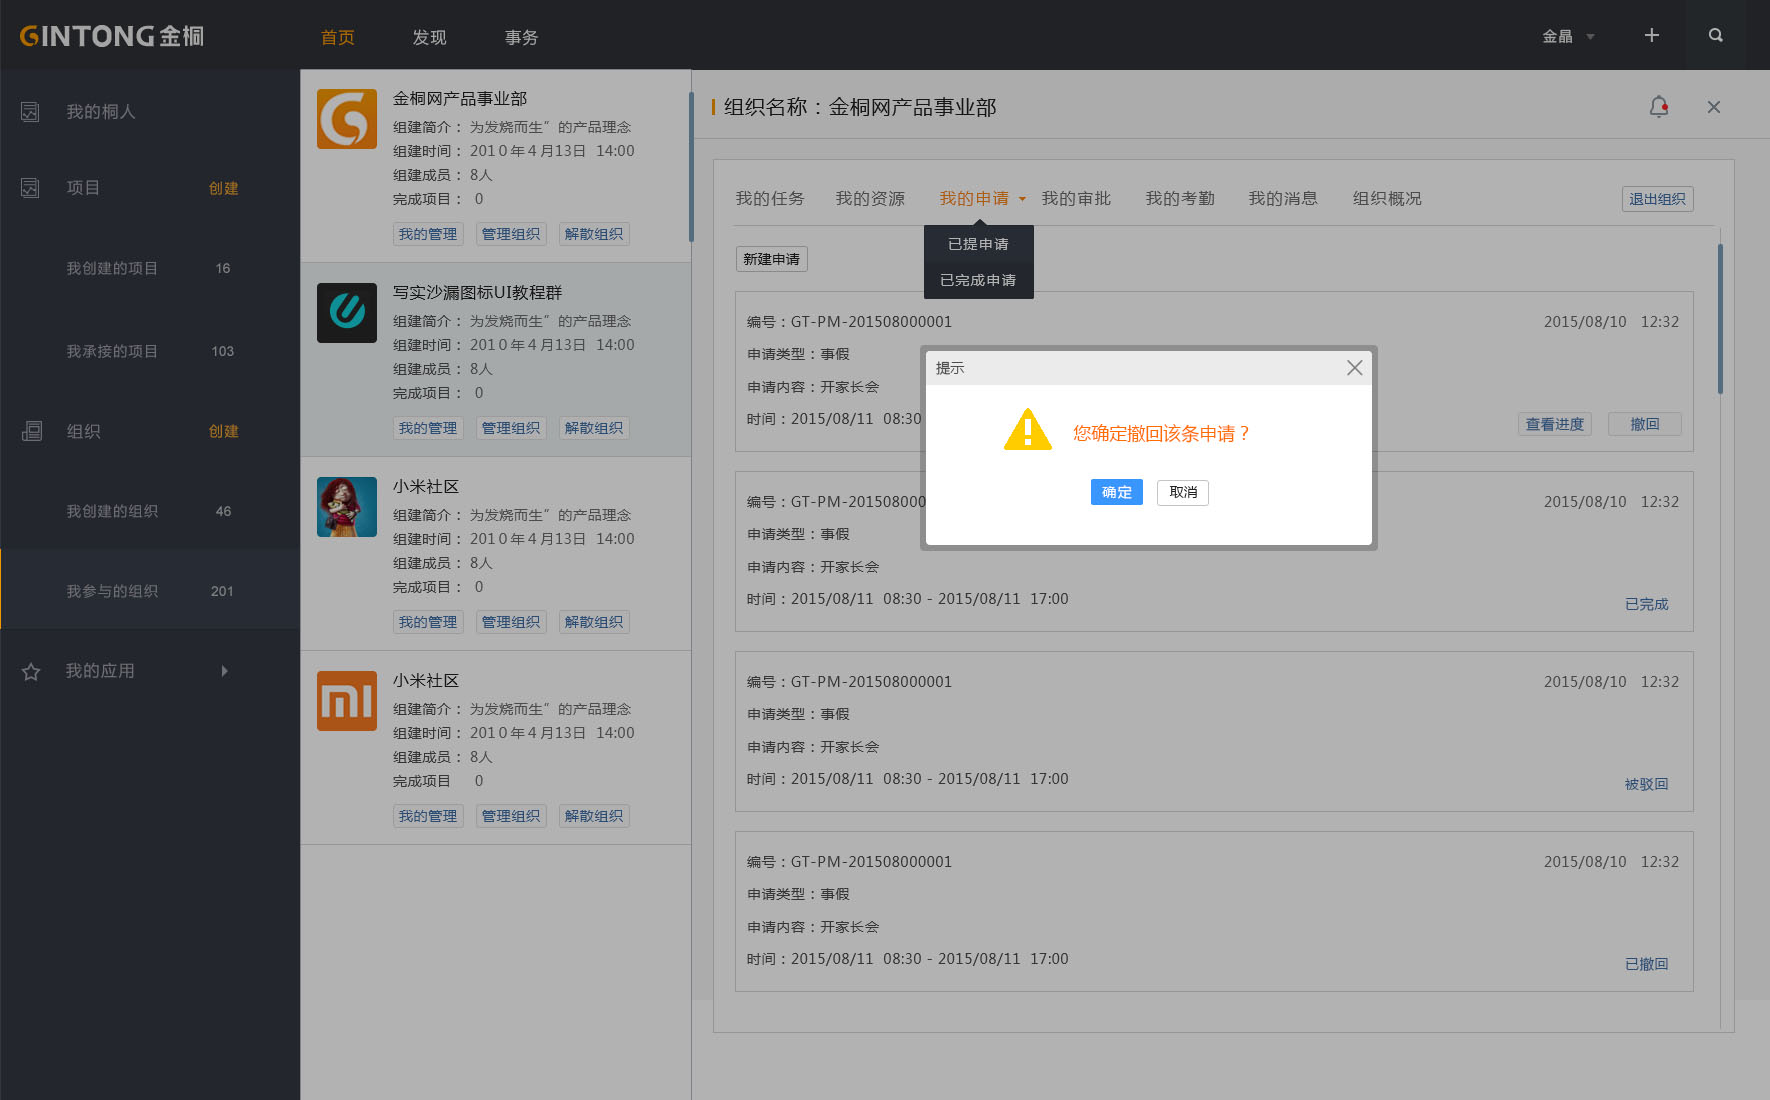 GINTONG金桐
首页 发现 事务
金晶
我的桐人
项目 创建
我创建的项目 16
我承接的项目 103
组织 创建
我创建的组织 46
我参与的组织 201
我的应用
金桐网产品事业部
组建简介： 为发烧而生”的产品理念
组建时间： 2010年4月13日 14:00
组建成员： 8人
完成项目： 0
我的管理 管理组织 解散组织
写实沙漏图标UI教程群
组建简介： 为发烧而生”的产品理念
组建时间： 2010年4月13日 14:00
组建成员： 8人
完成项目： 0
我的管理 管理组织 解散组织
小米社区
组建简介： 为发烧而生”的产品理念
组建时间： 2010年4月13日 14:00
组建成员： 8人
完成项目： 0
我的管理 管理组织 解散组织
mi
小米社区
组建简介： 为发烧而生”的产品理念
组建时间： 2010年4月13日 14:00
组建成员： 8人
完成项目 0
我的管理 管理组织 解散组织
组织名称：金桐网产品事业部
我的任务 我的资源 我的申请 我的审批 我的考勤 我的消息 组织概况 退出组织
已提申请
已完成申请
新建申请
编号：GT-PM-201508000001 2015/08/10 12:32
申请类型：事假
申请内容：开家长会
时间：2015/08/11 08:30
查看进度 撤回
提示
您确定撤回该条申请？
确定 取消
编号：GT-PM-2015080 2015/08/10 12:32
申请类型：事假
申请内容：开家长会
时间：2015/08/11 08:30 - 2015/08/11 17:00
已完成
编号：GT-PM-201508000001 2015/08/10 12:32
申请类型：事假
申请内容：开家长会
时间：2015/08/11 08:30 - 2015/08/11 17:00
被驳回
编号：GT-PM-201508000001 2015/08/10 12:32
申请类型：事假
申请内容：开家长会
时间：2015/08/11 08:30 - 2015/08/11 17:00
已撤回